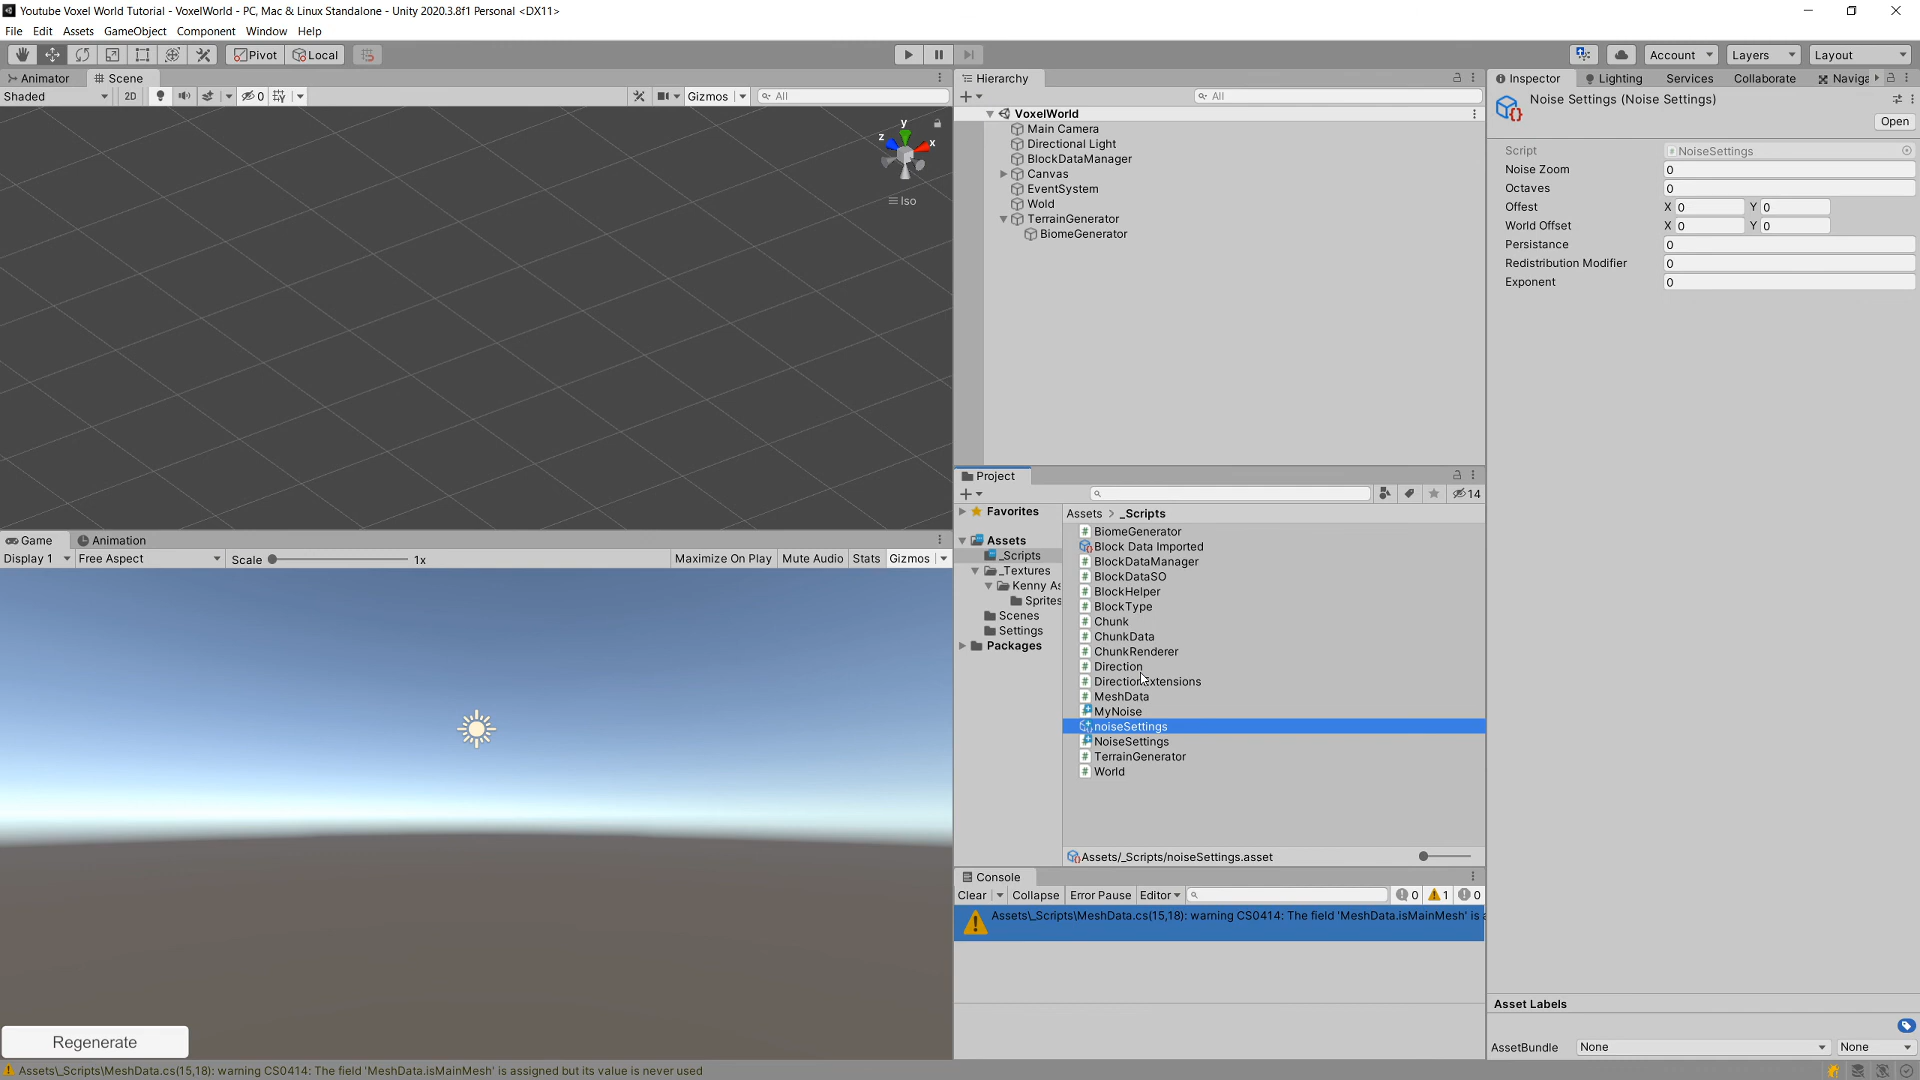 Youtube Voxel World Tutorial - VoxelWorld - PC, Mac & Linux Standalone - Unity 2020.3.8f1 Personal <DX11>
File Edit Assets GameObject Component Window Help
Pivot Local Account Layers Layout
Animator Scene
Shaded 2D 0 Gizmos All
y
z
x
Iso
Hierarchy
All
VoxelWorld
Main Camera
Directional Light
BlockDataManager
Canvas
EventSystem
Wold
TerrainGenerator
BiomeGenerator
Inspector Lighting Services Collaborate Naviga
Noise Settings (Noise Settings)
Open
Script NoiseSettings
Noise Zoom 0
Octaves 0
Offest X 0 Y 0
World Offset X 0 Y 0
Persistance 0
Redistribution Modifier 0
Exponent 0
Game Animation
Display 1 Free Aspect Scale 1x Maximize On Play Mute Audio Stats Gizmos
Regenerate
Project
14
Favorites
Assets
_Scripts
_Textures
Kenny As
Sprites
Scenes
Settings
Packages
Assets > _Scripts
BiomeGenerator
Block Data Imported
BlockDataManager
BlockDataSO
BlockHelper
BlockType
Chunk
ChunkData
ChunkRenderer
Direction
DirectionExtensions
MeshData
MyNoise
noiseSettings
NoiseSettings
TerrainGenerator
World
Assets/_Scripts/noiseSettings.asset
Console
Clear Collapse Error Pause Editor 0 1 0
Assets\_Scripts\MeshData.cs(15,18): warning CS0414: The field 'MeshData.isMainMesh' is a
Asset Labels
AssetBundle None None
Assets\_Scripts\MeshData.cs(15,18): warning CS0414: The field 'MeshData.isMainMesh' is assigned but its value is never used